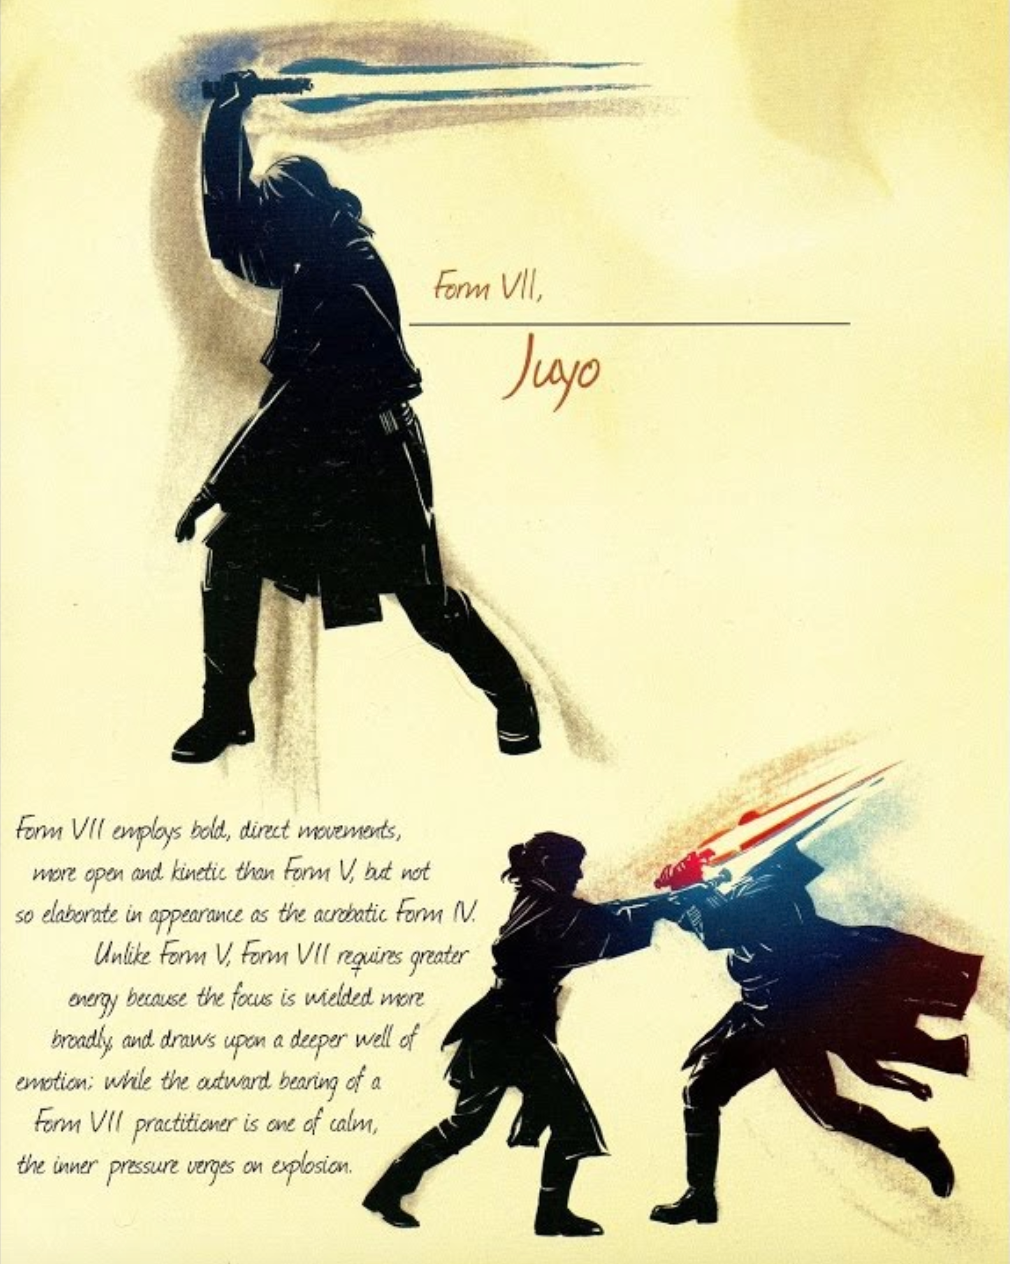 Form VII,
Juyo
Form VII employs bold, direct movements,
more open and kinetic than Form V, but not
so elaborate in appearance as the acrobatic Form IV.
Unlike Form V, Form VII requires greater
energy because the focus is wielded more
broadly, and draws upon a deeper well of
emotion; while the outward bearing of a
Form VII practitioner is one of calm,
the inner pressure verges on explosion.